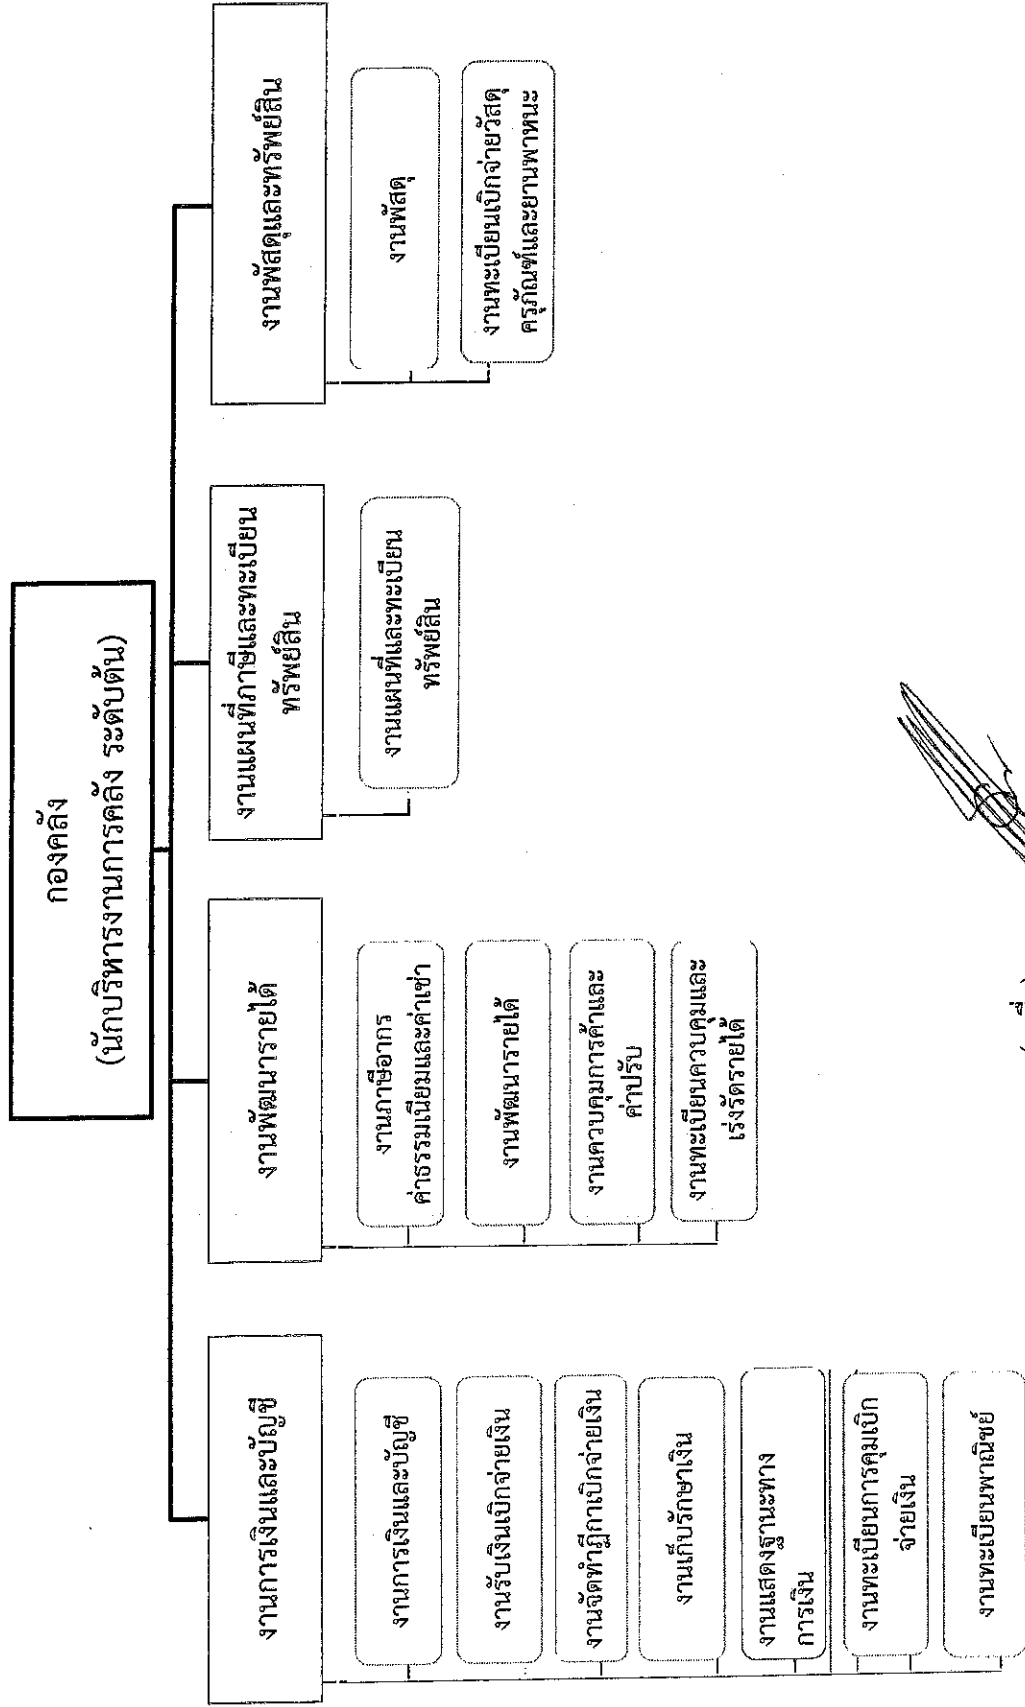 กองคลัง
(นักบริหารงานการคลัง ระดับต้น)
งานการเงินและบัญชี
งานการเงินและบัญชี
งานรับเงินเบิกจ่ายเงิน
งานจัดทำฎีกาเบิกจ่ายเงิน
งานเก็บรักษาเงิน
งานแสดงฐานะทาง
การเงิน
งานทะเบียนการคุมเบิก
จ่ายเงิน
งานทะเบียนพาณิชย์
งานพัฒนารายได้
งานภาษีอากร
ค่าธรรมเนียมและค่าเช่า
งานพัฒนารายได้
งานควบคุมการค้าและ
ค่าปรับ
งานทะเบียนควบคุมและ
เร่งรัดรายได้
งานแผนที่ภาษีและทะเบียน
ทรัพย์สิน
งานแผนที่และทะเบียน
ทรัพย์สิน
งานพัสดุและทรัพย์สิน
งานพัสดุ
งานทะเบียนเบิกจ่ายวัสดุ
ครุภัณฑ์และยานพาหนะ